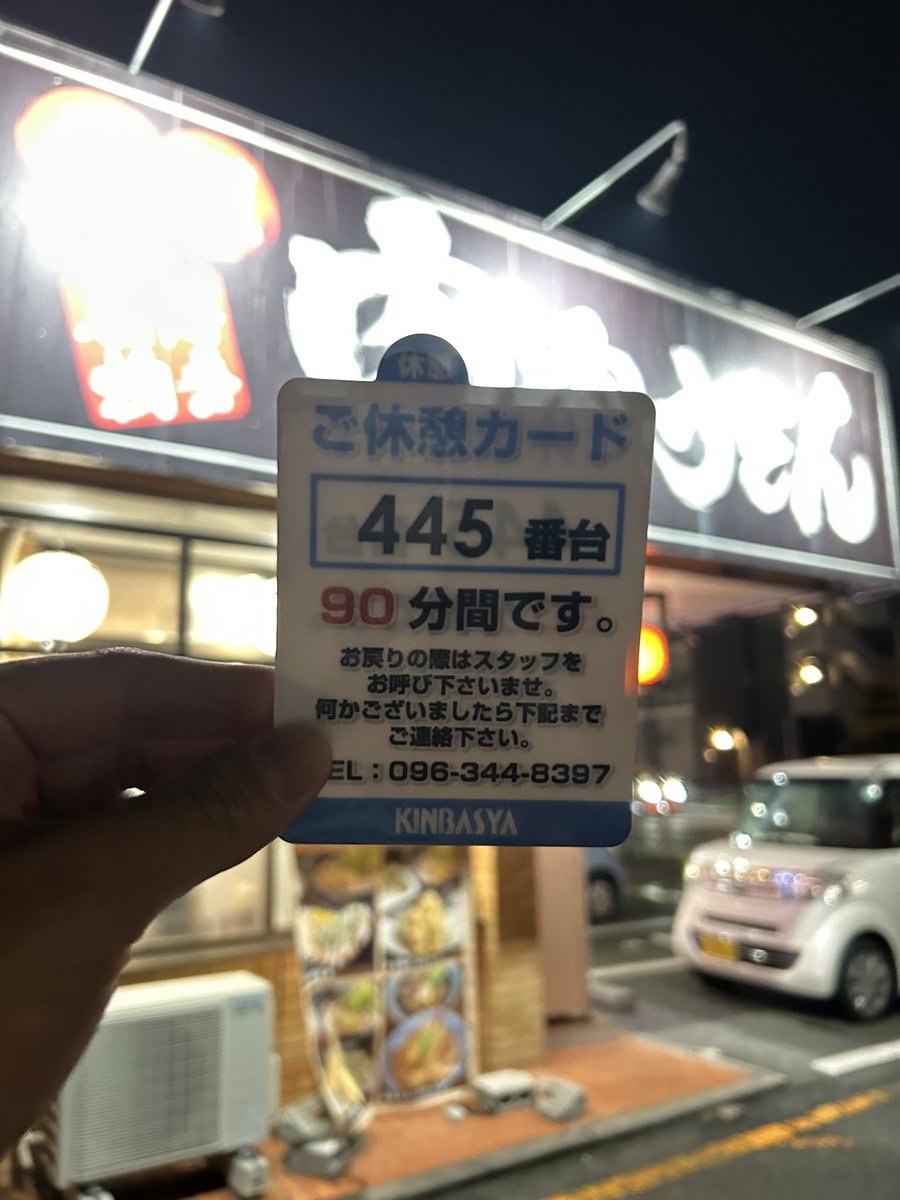 うどん
休憩
ご休憩カード
445 番台
90 分間です。
お戻りの際はスタッフを
お呼び下さいませ。
何かございましたら下記まで
ご連絡下さい。
EL：096-344-8397
KINBASYA